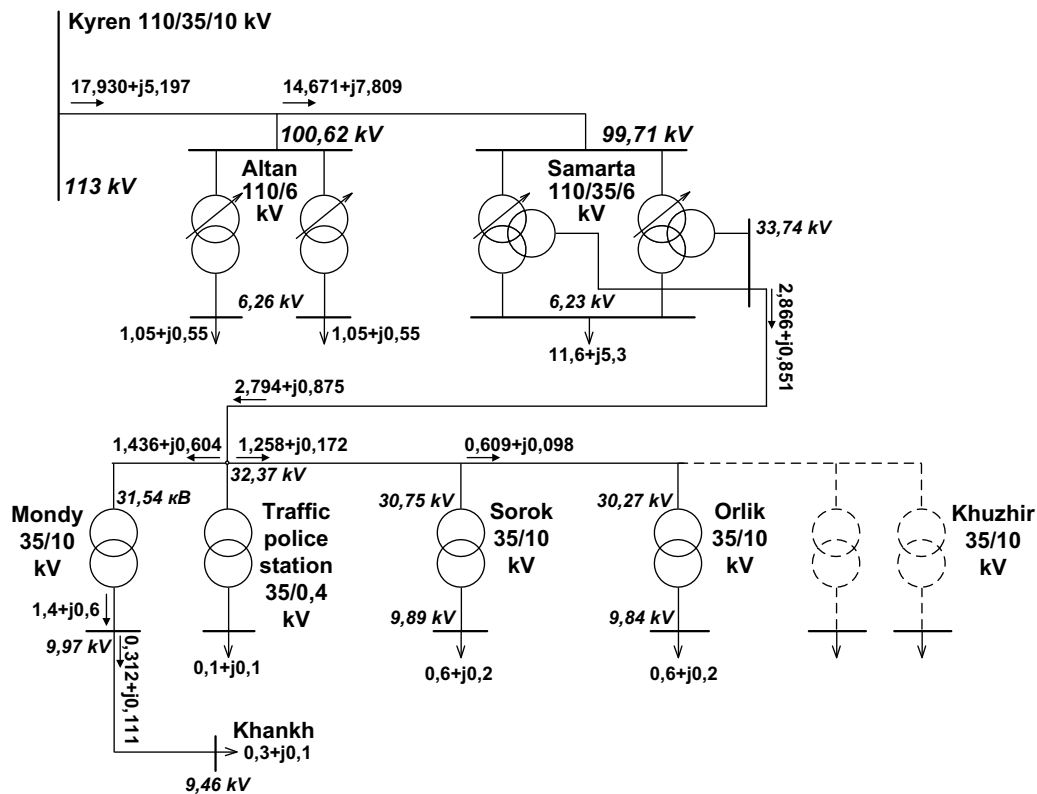 Kyren 110/35/10 kV
17,930+j5,197
14,671+j7,809
100,62 kV
99,71 kV
113 kV
Altan
110/6
kV
Samarta
110/35/6
kV
33,74 kV
6,26 kV
6,23 kV
1,05+j0,55
1,05+j0,55
11,6+j5,3
2,866+j0,851
2,794+j0,875
1,436+j0,604
1,258+j0,172
0,609+j0,098
32,37 kV
31,54 кВ
30,75 kV
30,27 kV
Mondy
35/10
kV
Traffic
police
station
35/0,4
kV
Sorok
35/10
kV
Orlik
35/10
kV
Khuzhir
35/10
kV
1,4+j0,6
9,97 kV
0,312+j0,111
9,89 kV
9,84 kV
0,1+j0,1
0,6+j0,2
0,6+j0,2
Khankh
0,3+j0,1
9,46 kV